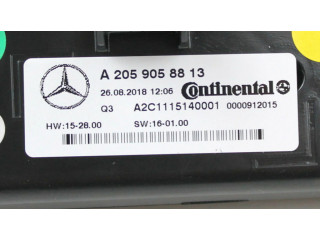 A 205 905 88 13
26.08.2018 12:06 Continental
Q3 A2C1115140001 0000912015
HW:15-28.00 SW:16-01.00